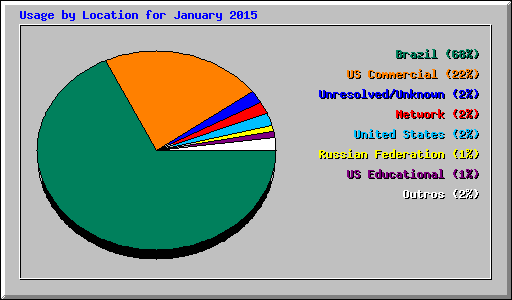 Usage by Location for January 2015
Brazil (68%)
US Commercial (22%)
Unresolved/Unknown (2%)
Network (2%)
United States (2%)
Russian Federation (1%)
US Educational (1%)
Outros (2%)